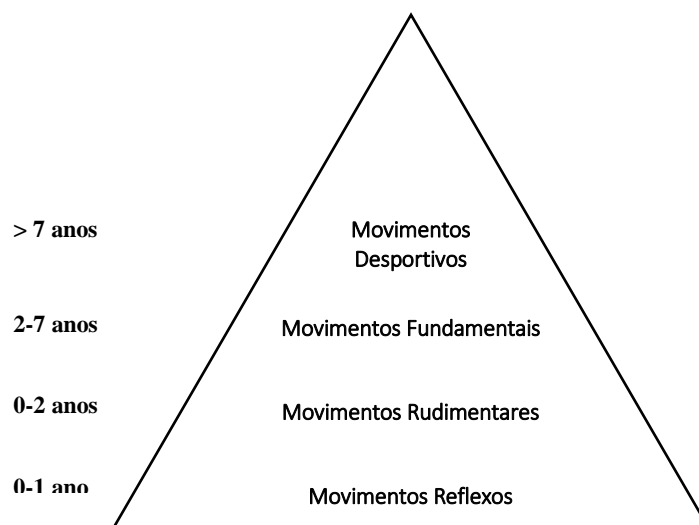 > 7 anos
Movimentos
Desportivos
2-7 anos
Movimentos Fundamentais
0-2 anos
Movimentos Rudimentares
0-1 ano
Movimentos Reflexos